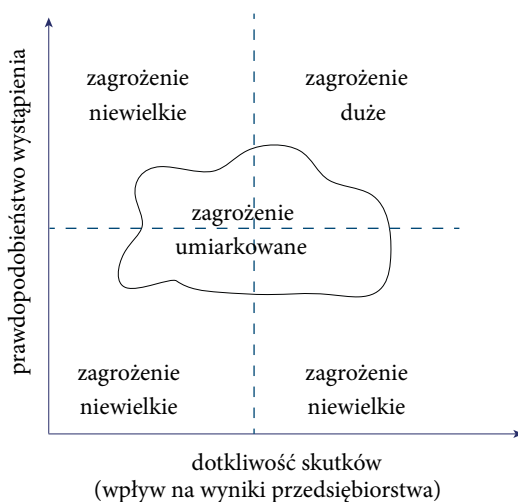 prawdopodobieństwo wystąpienia
zagrożenie
niewielkie
zagrożenie
duże
zagrożenie
umiarkowane
zagrożenie
niewielkie
zagrożenie
niewielkie
dotkliwość skutków
(wpływ na wyniki przedsiębiorstwa)